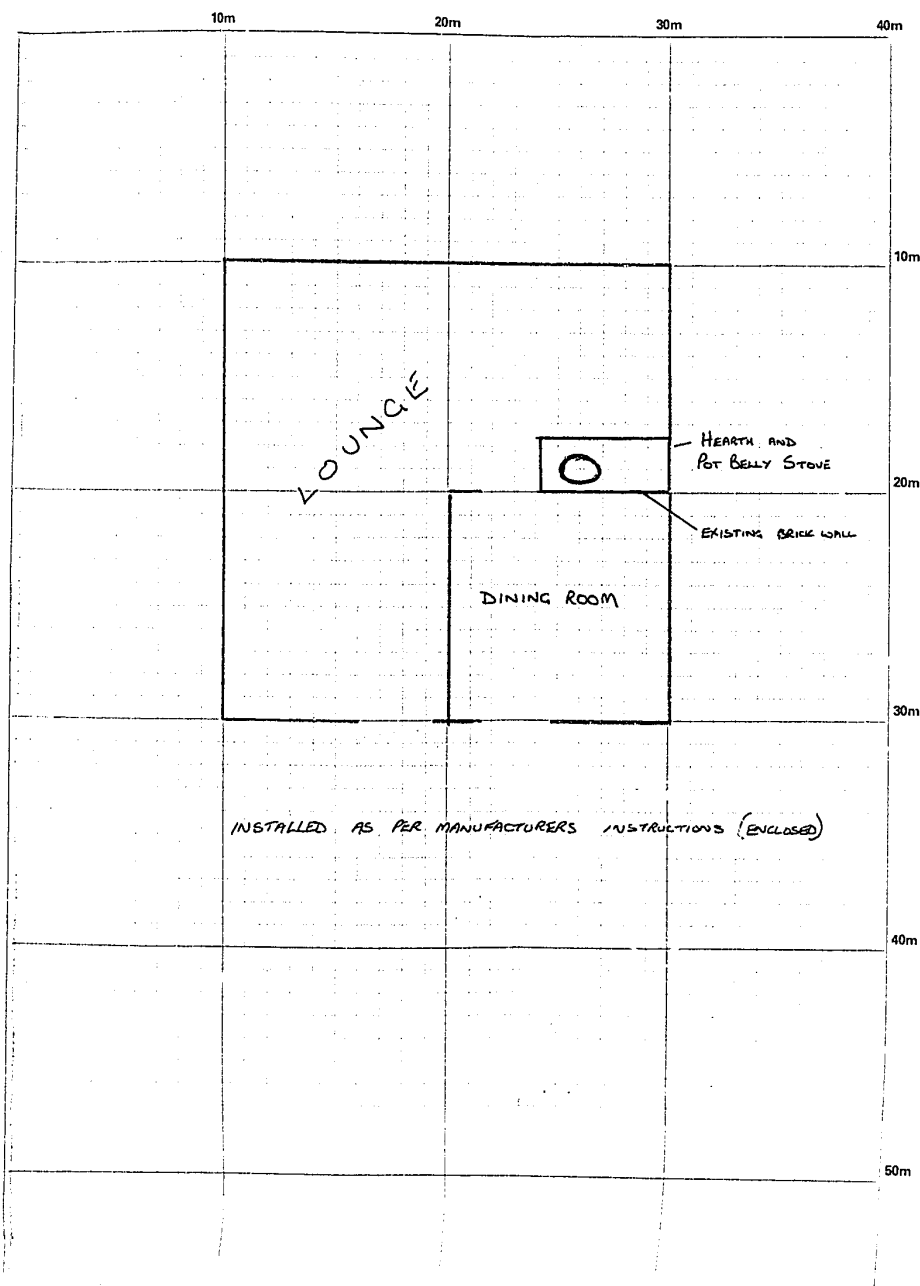 10m 20m 30m 40m
10m
LOUNGE
HEARTH AND
POT BELLY STOVE
20m
EXISTING BRICK WALL
DINING ROOM
30m
INSTALLED AS PER MANUFACTURERS INSTRUCTIONS (ENCLOSED)
40m
50m